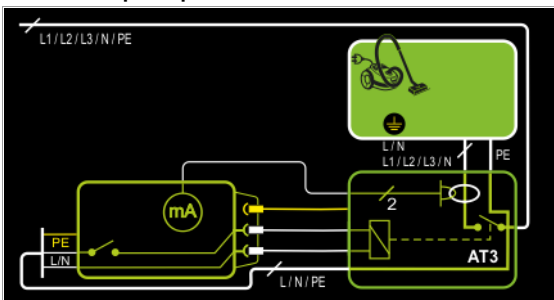 L1/L2/L3/N/PE
L/N
L1/L2/L3/N
PE
mA
2
PE
L/N
AT3
L/N/PE